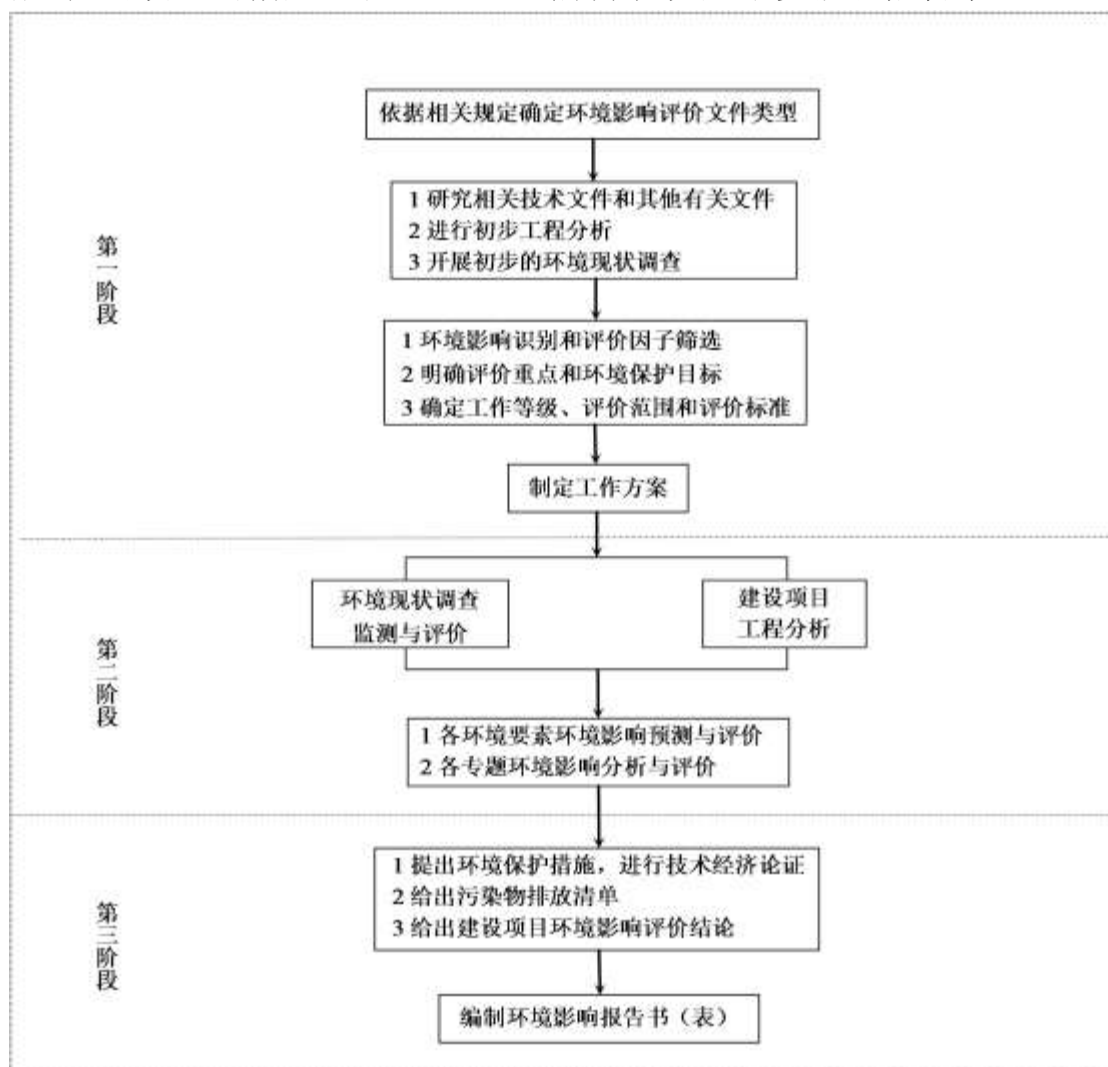 依据相关规定确定环境影响评价文件类型
1 研究相关技术文件和其他有关文件
2 进行初步工程分析
3 开展初步的环境现状调查
第一阶段
1 环境影响识别和评价因子筛选
2 明确评价重点和环境保护目标
3 确定工作等级、评价范围和评价标准
制定工作方案
环境现状调查
监测与评价
建设项目
工程分析
第二阶段
1 各环境要素环境影响预测与评价
2 各专题环境影响分析与评价
1 提出环境保护措施，进行技术经济论证
2 给出污染物排放清单
3 给出建设项目环境影响评价结论
第三阶段
编制环境影响报告书（表）